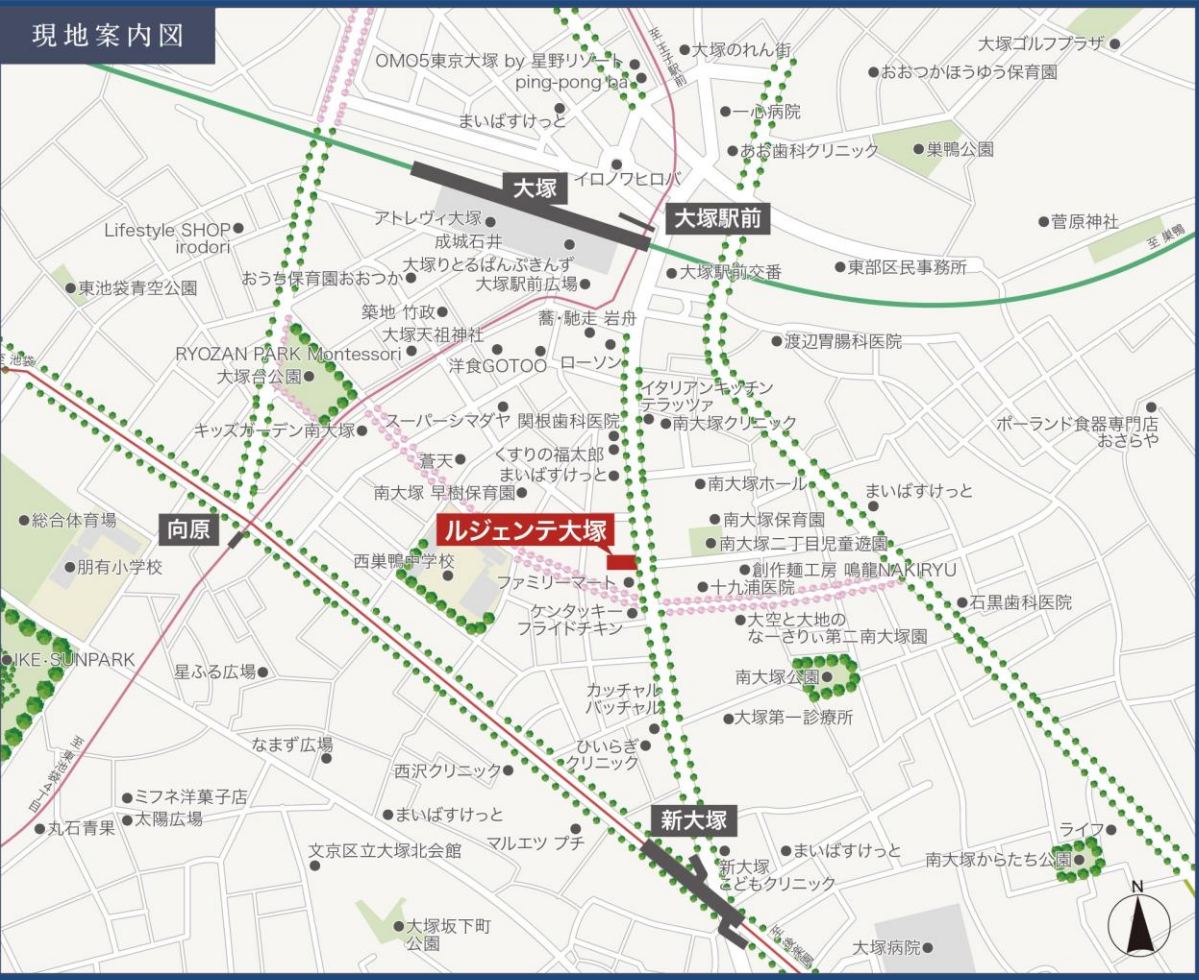 現地案内図
OMO5東京大塚 by 星野リゾート
ping-pong ba
至 王子駅前
大塚のれん街
大塚ゴルフプラザ
おおつかほうゆう保育園
まいばすけっと
一心病院
あお歯科クリニック
巣鴨公園
イロノワヒロバ
大塚
大塚駅前
アトレヴィ大塚
成城石井
Lifestyle SHOP
irodori
菅原神社
至 巣鴨
大塚りとるぱんぷきんず
大塚駅前広場
おうち保育園おおつか
大塚駅前交番
東部区民事務所
東池袋青空公園
築地 竹政
蕎・馳走 岩舟
大塚天祖神社
渡辺胃腸科医院
至 池袋
RYOZAN PARK Montessori
大塚台公園
洋食GOTOO
ローソン
イタリアンキッチン
テラッツァ
スーパーシマダヤ
関根歯科医院
南大塚クリニック
キッズガーデン南大塚
ポーランド食器専門店
おさらや
蒼天
くすりの福太郎
まいばすけっと
南大塚 早樹保育園
南大塚ホール
まいばすけっと
総合体育場
向原
ルジェンテ大塚
南大塚保育園
南大塚二丁目児童遊園
朋有小学校
西巣鴨中学校
ファミリーマート
創作麺工房 鳴龍NAKIRYU
十九浦医院
ケンタッキー
フライドチキン
石黒歯科医院
大空と大地の
なーさりぃ第二南大塚園
IKE・SUNPARK
星ふる広場
南大塚公園
カッチャル
バッチャル
大塚第一診療所
なまず広場
ひいらぎ
クリニック
西沢クリニック
至 東池袋4丁目
ミフネ洋菓子店
太陽広場
丸石青果
まいばすけっと
マルエツ プチ
新大塚
ライフ
文京区立大塚北会館
新大塚
こどもクリニック
まいばすけっと
南大塚からたち公園
大塚坂下町
公園
至 後楽園
大塚病院
N